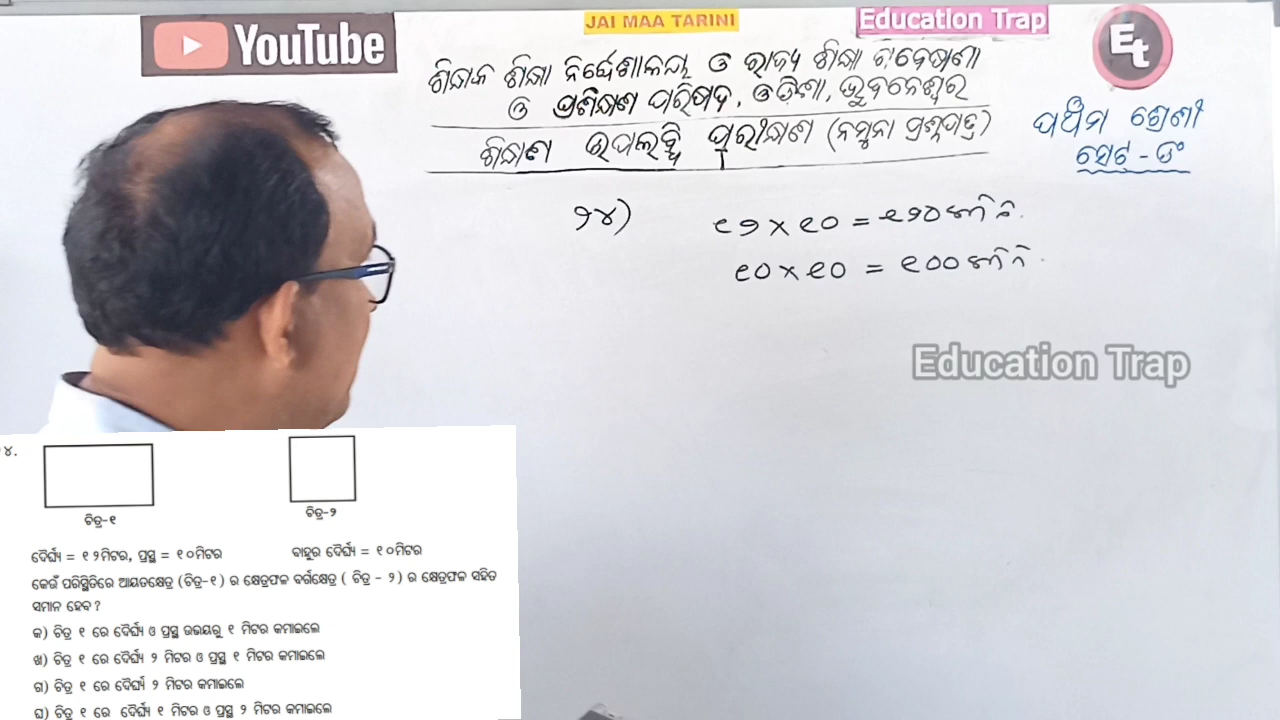 YouTube
JAI MAA TARINI
Education Trap
Et
ଶିକ୍ଷକ ଶିକ୍ଷା ନିର୍ଦ୍ଦେଶାଳୟ ଓ ରାଜ୍ୟ ଶିକ୍ଷା ଗବେଷଣା
ଓ ପ୍ରଶିକ୍ଷଣ ପରିଷଦ, ଓଡ଼ିଶା, ଭୁବନେଶ୍ୱର
ଶିକ୍ଷଣ ଉପଲବ୍ଧି ପରୀକ୍ଷଣ (ନମୁନା ପ୍ରଶ୍ନପତ୍ର)
ପଞ୍ଚମ ଶ୍ରେଣୀ
ସେଟ୍ - ଙ
୨୪)
୧୨ × ୧୦ = ୧୨୦ ବର୍ଗ ମି.
୧୦ × ୧୦ = ୧୦୦ ବର୍ଗ ମି.
Education Trap
୪.
ଚିତ୍ର-୧
ଚିତ୍ର-୨
ଦୈର୍ଘ୍ୟ = ୧୨ମିଟର, ପ୍ରସ୍ଥ = ୧୦ମିଟର
ବାହୁର ଦୈର୍ଘ୍ୟ = ୧୦ମିଟର
କେଉଁ ପରିସ୍ଥିତିରେ ଆୟତକ୍ଷେତ୍ର (ଚିତ୍ର-୧) ର କ୍ଷେତ୍ରଫଳ ବର୍ଗକ୍ଷେତ୍ର ( ଚିତ୍ର - ୨) ର କ୍ଷେତ୍ରଫଳ ସହିତ
ସମାନ ହେବ ?
କ) ଚିତ୍ର ୧ ରେ ଦୈର୍ଘ୍ୟ ଓ ପ୍ରସ୍ଥ ଉଭୟରୁ ୧ ମିଟର କମାଇଲେ
ଖ) ଚିତ୍ର ୧ ରେ ଦୈର୍ଘ୍ୟ ୨ ମିଟର ଓ ପ୍ରସ୍ଥ ୧ ମିଟର କମାଇଲେ
ଗ) ଚିତ୍ର ୧ ରେ ଦୈର୍ଘ୍ୟ ୨ ମିଟର କମାଇଲେ
ଘ) ଚିତ୍ର ୧ ରେ ଦୈର୍ଘ୍ୟ ୧ ମିଟର ଓ ପ୍ରସ୍ଥ ୨ ମିଟର କମାଇଲେ